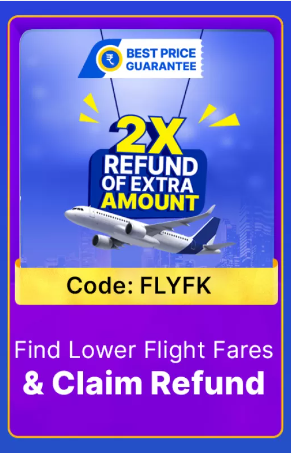 BEST PRICE
GUARANTEE
2X
REFUND
OF EXTRA
AMOUNT
Code: FLYFK
Find Lower Flight Fares
& Claim Refund